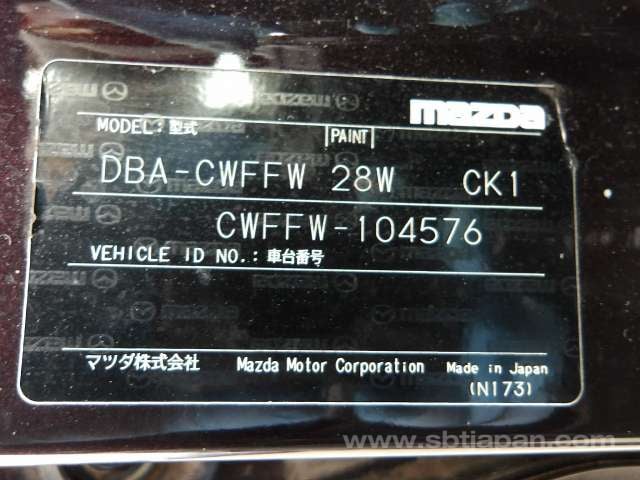 mazda
MODEL: 型式 PAINT
DBA-CWFFW 28W CK1
CWFFW-104576
VEHICLE ID NO.: 車台番号
マツダ株式会社 Mazda Motor Corporation Made in Japan
(N173)
www.sbtjapan.com